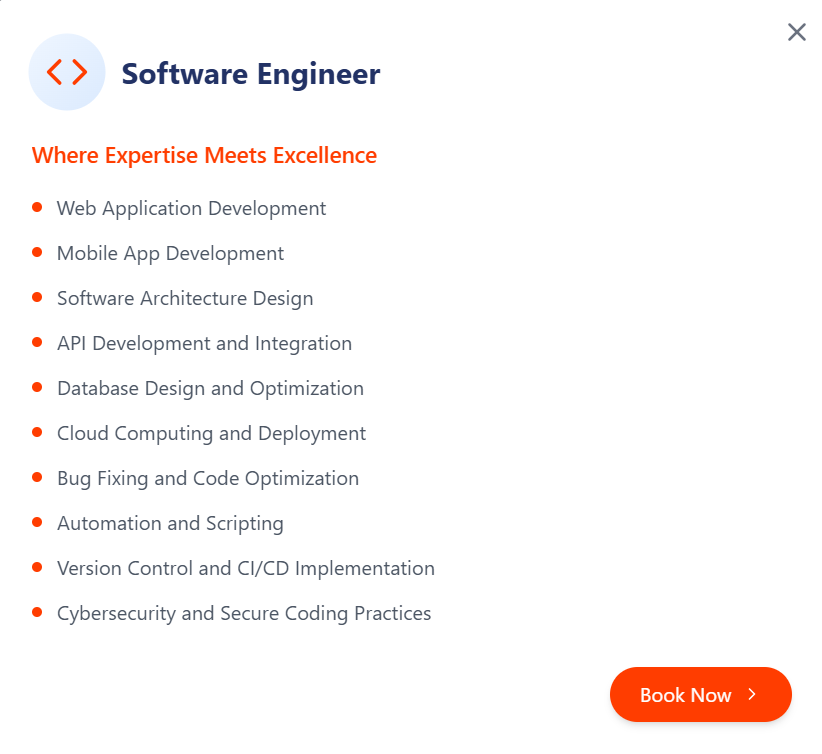 Software Engineer
Where Expertise Meets Excellence
Web Application Development
Mobile App Development
Software Architecture Design
API Development and Integration
Database Design and Optimization
Cloud Computing and Deployment
Bug Fixing and Code Optimization
Automation and Scripting
Version Control and CI/CD Implementation
Cybersecurity and Secure Coding Practices
Book Now